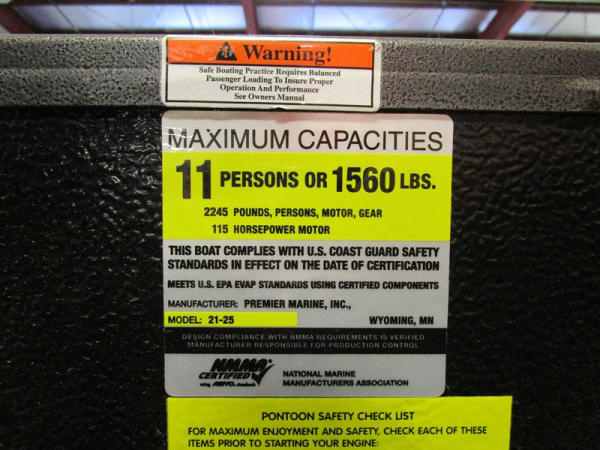 Warning!
Safe Boating Practice Requires Balanced
Passenger Loading To Insure Proper
Operation And Performance
See Owners Manual
MAXIMUM CAPACITIES
11 PERSONS OR 1560 LBS.
2245 POUNDS, PERSONS, MOTOR, GEAR
115 HORSEPOWER MOTOR
THIS BOAT COMPLIES WITH U.S. COAST GUARD SAFETY
STANDARDS IN EFFECT ON THE DATE OF CERTIFICATION
MEETS U.S. EPA EVAP STANDARDS USING CERTIFIED COMPONENTS
MANUFACTURER: PREMIER MARINE, INC.,
MODEL: 21-25 WYOMING, MN
DESIGN COMPLIANCE WITH NMMA REQUIREMENTS IS VERIFIED
MANUFACTURER RESPONSIBLE FOR PRODUCTION CONTROL
NMMA
CERTIFIED
using ABYC standards
NATIONAL MARINE
MANUFACTURERS ASSOCIATION
PONTOON SAFETY CHECK LIST
FOR MAXIMUM ENJOYMENT AND SAFETY, CHECK EACH OF THESE
ITEMS PRIOR TO STARTING YOUR ENGINE: